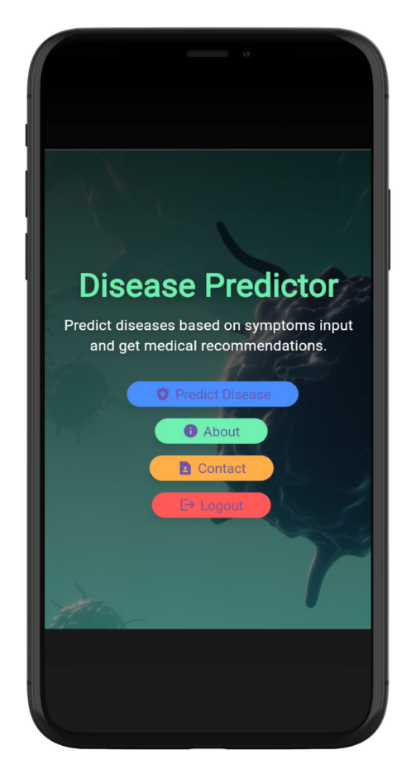 Disease Predictor
Predict diseases based on symptoms input
and get medical recommendations.
Predict Disease
About
Contact
Logout